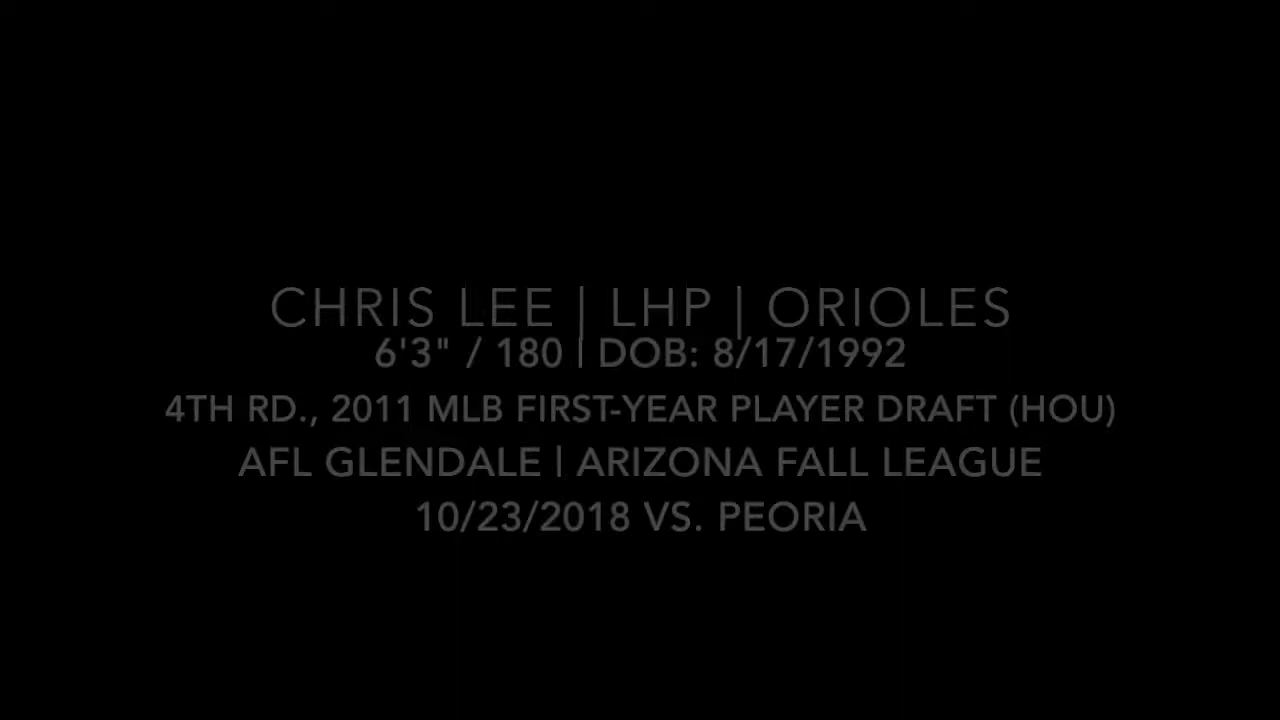 CHRIS LEE | LHP | ORIOLES
6'3" / 180 | DOB: 8/17/1992
4TH RD., 2011 MLB FIRST-YEAR PLAYER DRAFT (HOU)
AFL GLENDALE | ARIZONA FALL LEAGUE
10/23/2018 VS. PEORIA